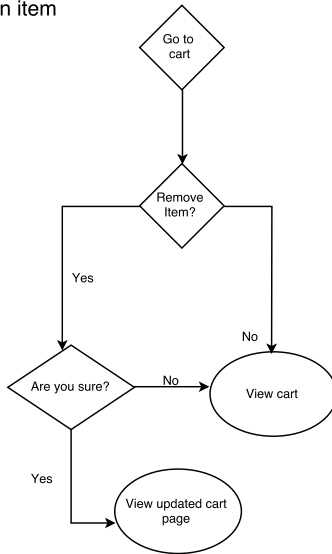 n item
Go to
cart
Remove
Item?
Yes
No
Are you sure?
No
View cart
Yes
View updated cart
page